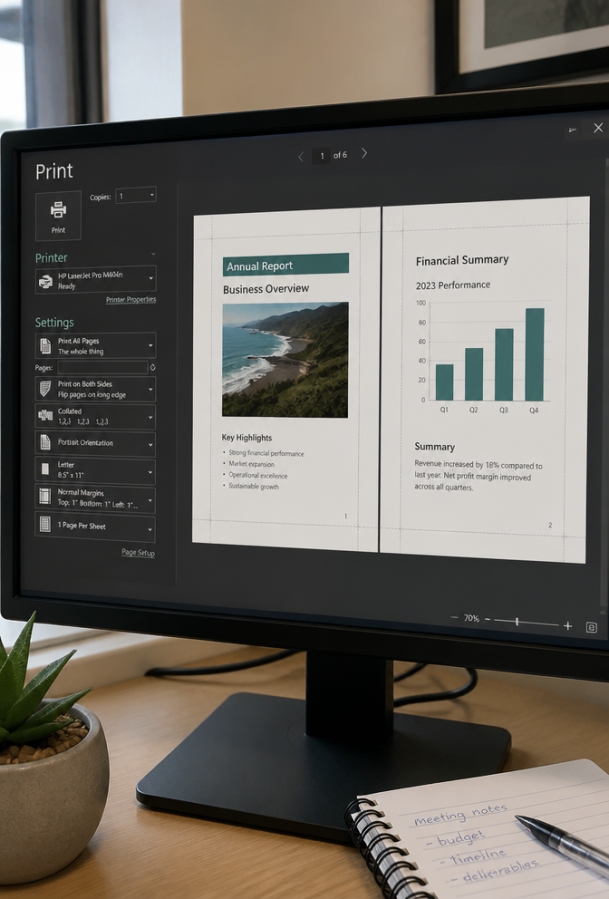 Print
Print
Copies: 1
Printer
HP LaserJet Pro M404n
Ready
Printer Properties
Settings
Print All Pages
The whole thing
Pages:
Print on Both Sides
Flip pages on long edge
Collated
1,2,3 1,2,3 1,2,3
Portrait Orientation
Letter
8.5" x 11"
Normal Margins
Top: 1" Bottom: 1" Left: 1"...
1 Page Per Sheet
Page Setup
1 of 6
Annual Report
Business Overview
Key Highlights
• Strong financial performance
• Market expansion
• Operational excellence
• Sustainable growth
1
Financial Summary
2023 Performance
100
80
60
40
20
0
Q1 Q2 Q3 Q4
Summary
Revenue increased by 18% compared to
last year. Net profit margin improved
across all quarters.
2
70%
meeting notes
- budget
- timeline
- deliverables